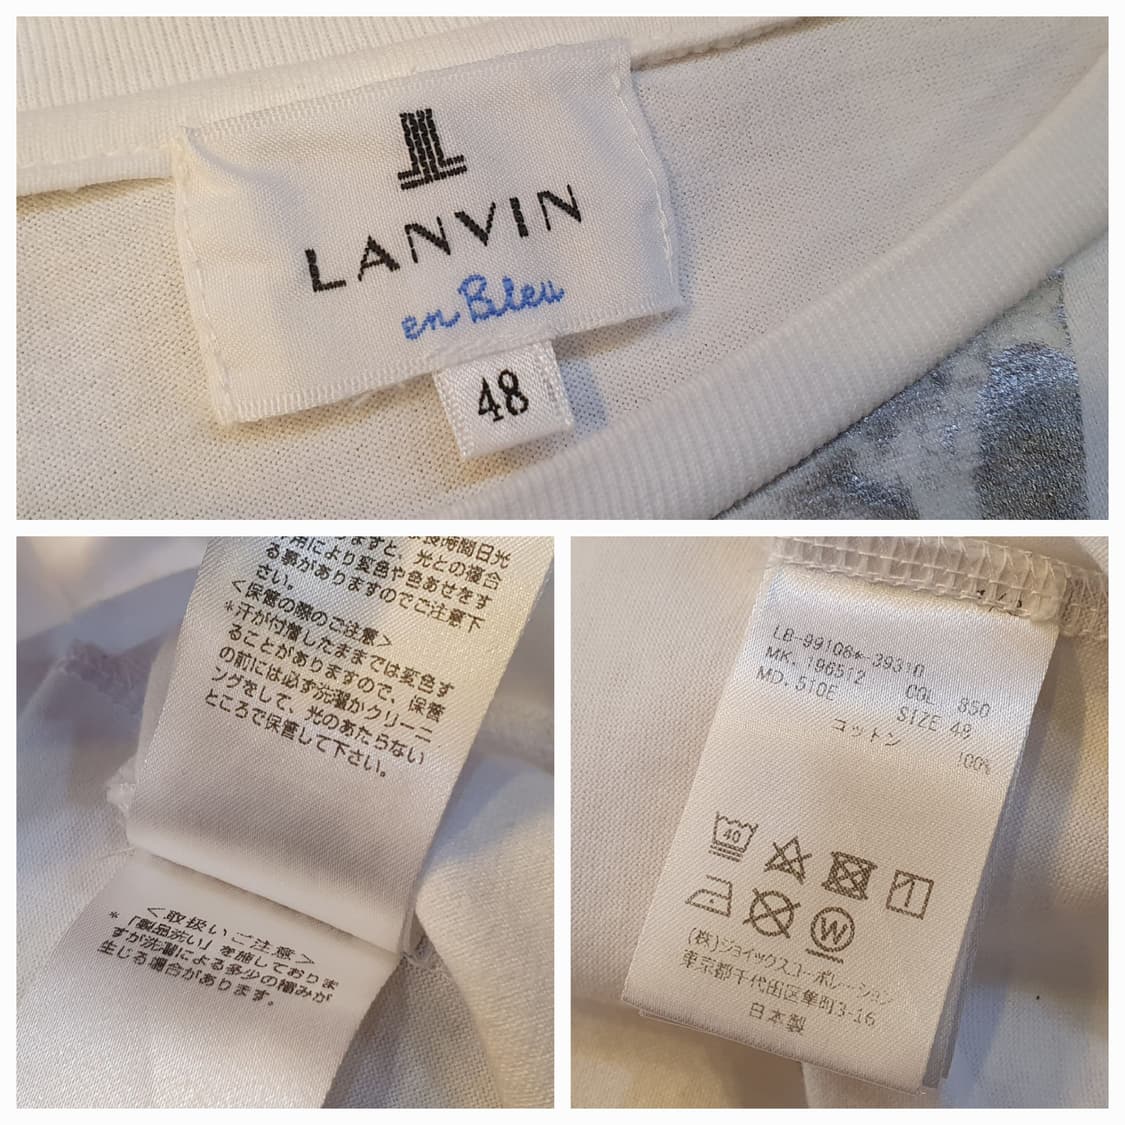 LANVIN
en Bleu
48
長時間日光
ますと、光との複合
用により変色や色あせをす
る事がありますのでご注意下
さい。
<保管の際のご注意>
*汗が付着したままでは変色す
ることがありますので、保管
の前には必ず洗濯かクリーニ
ングをして、光のあたらない
ところで保管して下さい。
<取扱いご注意>
*「製品洗い」を施しておりま
すが洗濯による多少の縮みが
生じる場合があります。
LB-99108*-39310
MK. 196512 COL 850
MD. 510E SIZE 48
コットン 100%
40
W
(株)ジョイックスコーポレーション
東京都千代田区隼町3-16
日本製